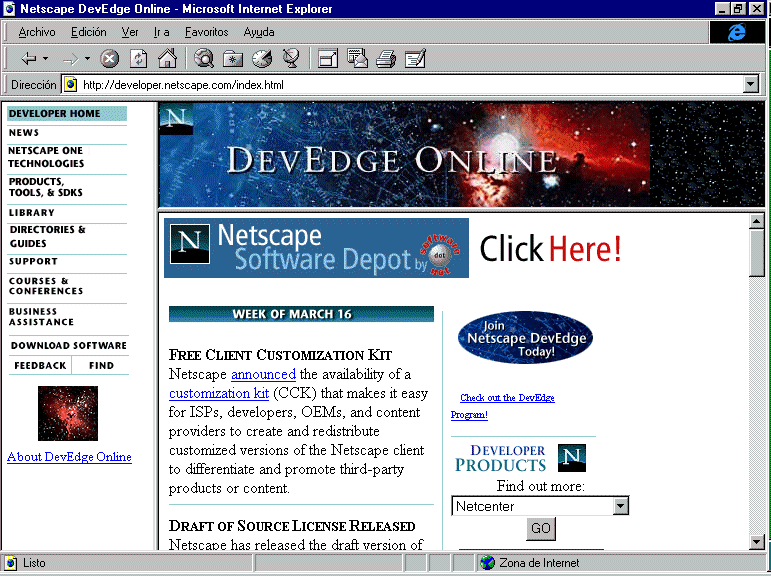 Netscape DevEdge Online - Microsoft Internet Explorer
Archivo Edición Ver Ir a Favoritos Ayuda
Dirección http://developer.netscape.com/index.html
DEVELOPER HOME
NEWS
NETSCAPE ONE
TECHNOLOGIES
PRODUCTS,
TOOLS, & SDKS
LIBRARY
DIRECTORIES &
GUIDES
SUPPORT
COURSES &
CONFERENCES
BUSINESS
ASSISTANCE
DOWNLOAD SOFTWARE
FEEDBACK FIND
About DevEdge Online
N
DEVEDGE ONLINE
N
Netscape
Software Depot by software dot net
Click Here!
WEEK OF MARCH 16
FREE CLIENT CUSTOMIZATION KIT
Netscape announced the availability of a
customization kit (CCK) that makes it easy
for ISPs, developers, OEMs, and content
providers to create and redistribute
customized versions of the Netscape client
to differentiate and promote third-party
products or content.
DRAFT OF SOURCE LICENSE RELEASED
Netscape has released the draft version of
Join
Netscape DevEdge
Today!
Check out the DevEdge
Program!
DEVELOPER
PRODUCTS
N
Find out more:
Netcenter
GO
Listo
Zona de Internet